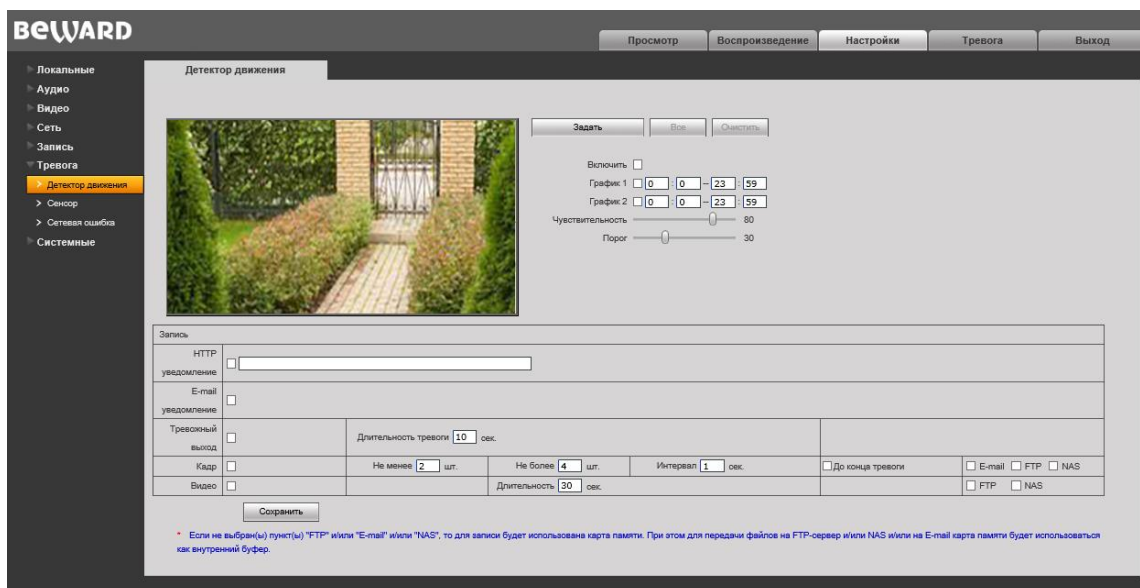 BEWARD
Просмотр Воспроизведение Настройки Тревога Выход
Локальные
Аудио
Видео
Сеть
Запись
Тревога
Детектор движения
Сенсор
Сетевая ошибка
Системные
Детектор движения
Задать Все Очистить
Включить
График 1 0 : 0 – 23 : 59
График 2 0 : 0 – 23 : 59
Чувствительность 80
Порог 30
Запись
HTTP
уведомление
E-mail
уведомление
Тревожный
выход
Длительность тревоги 10 сек.
Кадр Не менее 2 шт. Не более 4 шт. Интервал 1 сек. До конца тревоги E-mail FTP NAS
Видео Длительность 30 сек. FTP NAS
Сохранить
* Если не выбран(ы) пункт(ы) "FTP" и/или "E-mail" и/или "NAS", то для записи будет использована карта памяти. При этом для передачи файлов на FTP-сервер и/или NAS и/или на E-mail карта памяти будет использоваться
как внутренний буфер.